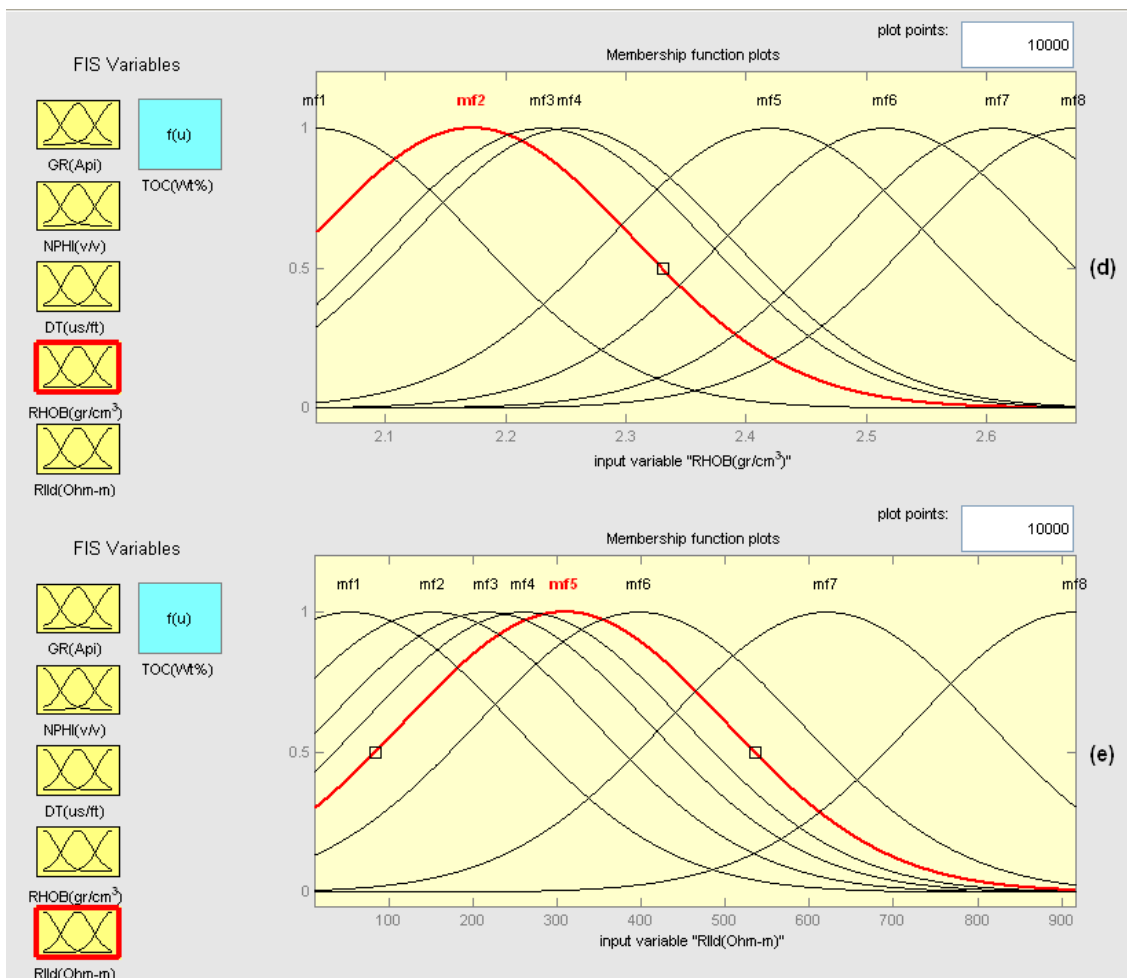 plot points:
10000
FIS Variables
Membership function plots
mf1 mf2 mf3 mf4 mf5 mf6 mf7 mf8
GR(Api)
f(u)
TOC(Wt%)
NPHI(v/v)
DT(us/ft)
RHOB(gr/cm³)
Rlld(Ohm-m)
1
0.5
0
2.1 2.2 2.3 2.4 2.5 2.6
input variable "RHOB(gr/cm³)"
(d)
plot points:
10000
FIS Variables
Membership function plots
mf1 mf2 mf3 mf4 mf5 mf6 mf7 mf8
GR(Api)
f(u)
TOC(Wt%)
NPHI(v/v)
DT(us/ft)
RHOB(gr/cm³)
Rlld(Ohm-m)
1
0.5
0
100 200 300 400 500 600 700 800 900
input variable "Rlld(Ohm-m)"
(e)